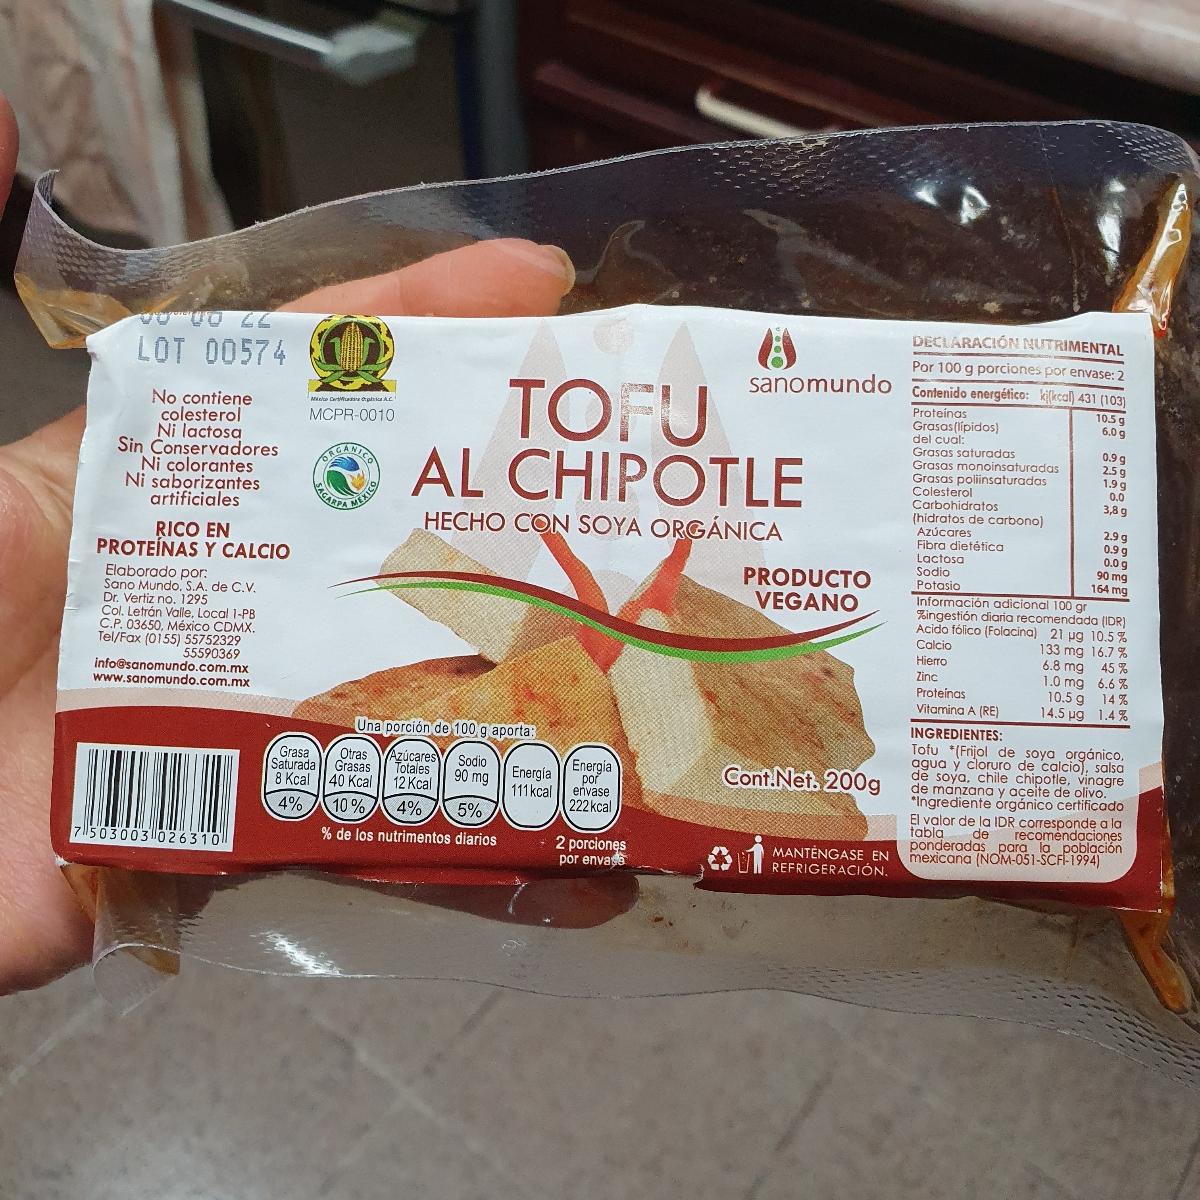 LOT 00574
No contiene
colesterol
Ni lactosa
Sin Conservadores
Ni colorantes
Ni saborizantes
artificiales
RICO EN
PROTEÍNAS Y CALCIO
Elaborado por:
Sano Mundo, S.A. de C.V.
Dr. Vertiz no. 1295
Col. Letrán Valle, Local 1-PB
C.P. 03650, México CDMX.
Tel/Fax (0155) 55752329
55590369
info@sanomundo.com.mx
www.sanomundo.com.mx
7 503003 026310
México Certificadora Orgánica A.C.
MCPR-0010
ORGÁNICO
SAGARPA MÉXICO
sanomundo
TOFU
AL CHIPOTLE
HECHO CON SOYA ORGÁNICA
PRODUCTO
VEGANO
Una porción de 100 g aporta:
Grasa Saturada 8 Kcal 4%
Otras Grasas 40 Kcal 10 %
Azúcares Totales 12 Kcal 4%
Sodio 90 mg 5%
Energía 111 kcal
Energía por envase 222 kcal
% de los nutrimentos diarios
2 porciones
por envase
Cont.Net. 200g
MANTÉNGASE EN
REFRIGERACIÓN.
DECLARACIÓN NUTRIMENTAL
Por 100 g porciones por envase: 2
Contenido energético: kj(kcal) 431 (103)
Proteínas 10.5 g
Grasas(lípidos) 6.0 g
del cual:
Grasas saturadas 0.9 g
Grasas monoinsaturadas 2.5 g
Grasas poliinsaturadas 1.9 g
Colesterol 0.0
Carbohidratos 3,8 g
(hidratos de carbono)
Azúcares 2.9 g
Fibra dietética 0.9 g
Lactosa 0.0 g
Sodio 90 mg
Potasio 164 mg
Información adicional 100 gr
%ingestión diaria recomendada (IDR)
Acido fólico (Folacina) 21 µg 10.5 %
Calcio 133 mg 16.7 %
Hierro 6.8 mg 45 %
Zinc 1.0 mg 6.6 %
Proteínas 10.5 g 14 %
Vitamina A (RE) 14.5 µg 1.4 %
INGREDIENTES:
Tofu *(Frijol de soya orgánico,
agua y cloruro de calcio), salsa
de soya, chile chipotle, vinagre
de manzana y aceite de olivo.
*Ingrediente orgánico certificado
El valor de la IDR corresponde a la
tabla de recomendaciones
ponderadas para la población
mexicana (NOM-051-SCFI-1994)